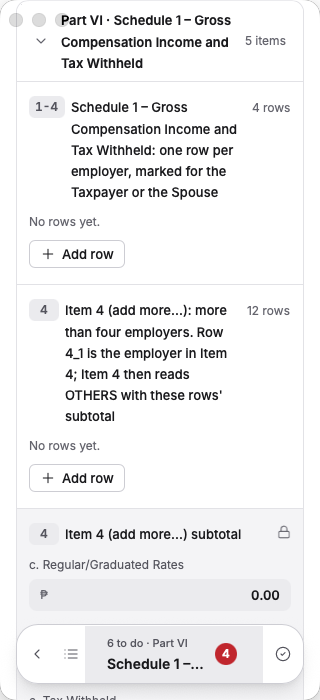 Part VI · Schedule 1 – Gross
Compensation Income and
Tax Withheld
5 items
1-4
Schedule 1 – Gross
Compensation Income and
Tax Withheld: one row per
employer, marked for the
Taxpayer or the Spouse
4 rows
No rows yet.
+ Add row
4
Item 4 (add more...): more
than four employers. Row
4_1 is the employer in Item
4; Item 4 then reads
OTHERS with these rows'
subtotal
12 rows
No rows yet.
+ Add row
4
Item 4 (add more...) subtotal
c. Regular/Graduated Rates
₱
0.00
6 to do · Part VI
Schedule 1 –...
4